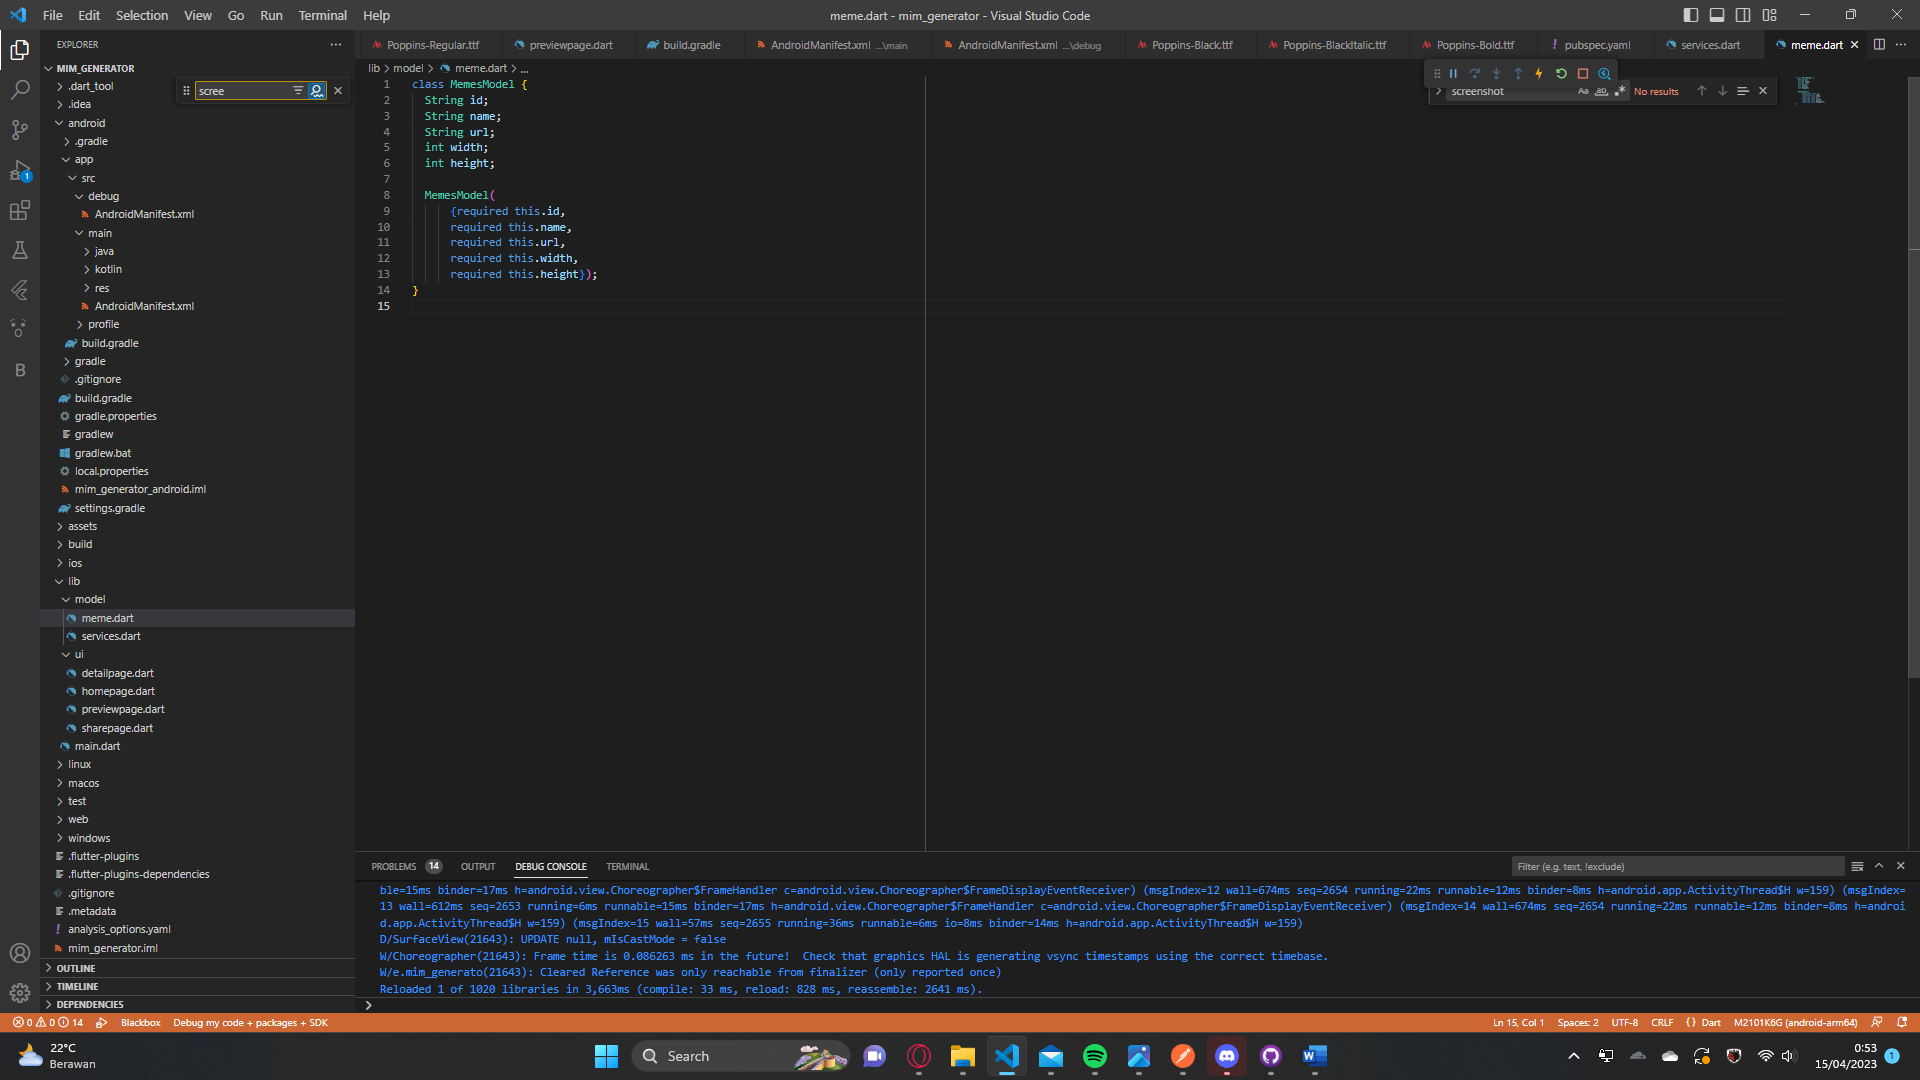 File Edit Selection View Go Run Terminal Help
meme.dart - mim_generator - Visual Studio Code
EXPLORER
Poppins-Regular.ttf
previewpage.dart
build.gradle
AndroidManifest.xml ...\main
AndroidManifest.xml ...\debug
Poppins-Black.ttf
Poppins-BlackItalic.ttf
Poppins-Bold.ttf
! pubspec.yaml
services.dart
meme.dart
MIM_GENERATOR
.dart_tool
.idea
android
.gradle
app
src
debug
AndroidManifest.xml
main
java
kotlin
res
AndroidManifest.xml
profile
build.gradle
gradle
.gitignore
build.gradle
gradle.properties
gradlew
gradlew.bat
local.properties
mim_generator_android.iml
settings.gradle
assets
build
ios
lib
model
meme.dart
services.dart
ui
detailpage.dart
homepage.dart
previewpage.dart
sharepage.dart
main.dart
linux
macos
test
web
windows
.flutter-plugins
.flutter-plugins-dependencies
.gitignore
.metadata
! analysis_options.yaml
mim_generator.iml
OUTLINE
TIMELINE
DEPENDENCIES
scree
lib > model > meme.dart > ...
screenshot Aa ab .* No results
1 class MemesModel {
2 String id;
3 String name;
4 String url;
5 int width;
6 int height;
7
8 MemesModel(
9 {required this.id,
10 required this.name,
11 required this.url,
12 required this.width,
13 required this.height});
14 }
15
PROBLEMS 14 OUTPUT DEBUG CONSOLE TERMINAL
Filter (e.g. text, !exclude)
ble=15ms binder=17ms h=android.view.Choreographer$FrameHandler c=android.view.Choreographer$FrameDisplayEventReceiver) (msgIndex=12 wall=674ms seq=2654 running=22ms runnable=12ms binder=8ms h=android.app.ActivityThread$H w=159) (msgIndex=
13 wall=612ms seq=2653 running=6ms runnable=15ms binder=17ms h=android.view.Choreographer$FrameHandler c=android.view.Choreographer$FrameDisplayEventReceiver) (msgIndex=14 wall=674ms seq=2654 running=22ms runnable=12ms binder=8ms h=androi
d.app.ActivityThread$H w=159) (msgIndex=15 wall=57ms seq=2655 running=36ms runnable=6ms io=8ms binder=14ms h=android.app.ActivityThread$H w=159)
D/SurfaceView(21643): UPDATE null, mIsCastMode = false
W/Choreographer(21643): Frame time is 0.086263 ms in the future!  Check that graphics HAL is generating vsync timestamps using the correct timebase.
W/e.mim_generato(21643): Cleared Reference was only reachable from finalizer (only reported once)
Reloaded 1 of 1020 libraries in 3,663ms (compile: 33 ms, reload: 828 ms, reassemble: 2641 ms).
B
1
0 0 14 Blackbox Debug my code + packages + SDK
Ln 15, Col 1 Spaces: 2 UTF-8 CRLF {} Dart M2101K6G (android-arm64)
22°C
Berawan
Search
0:53
15/04/2023
1